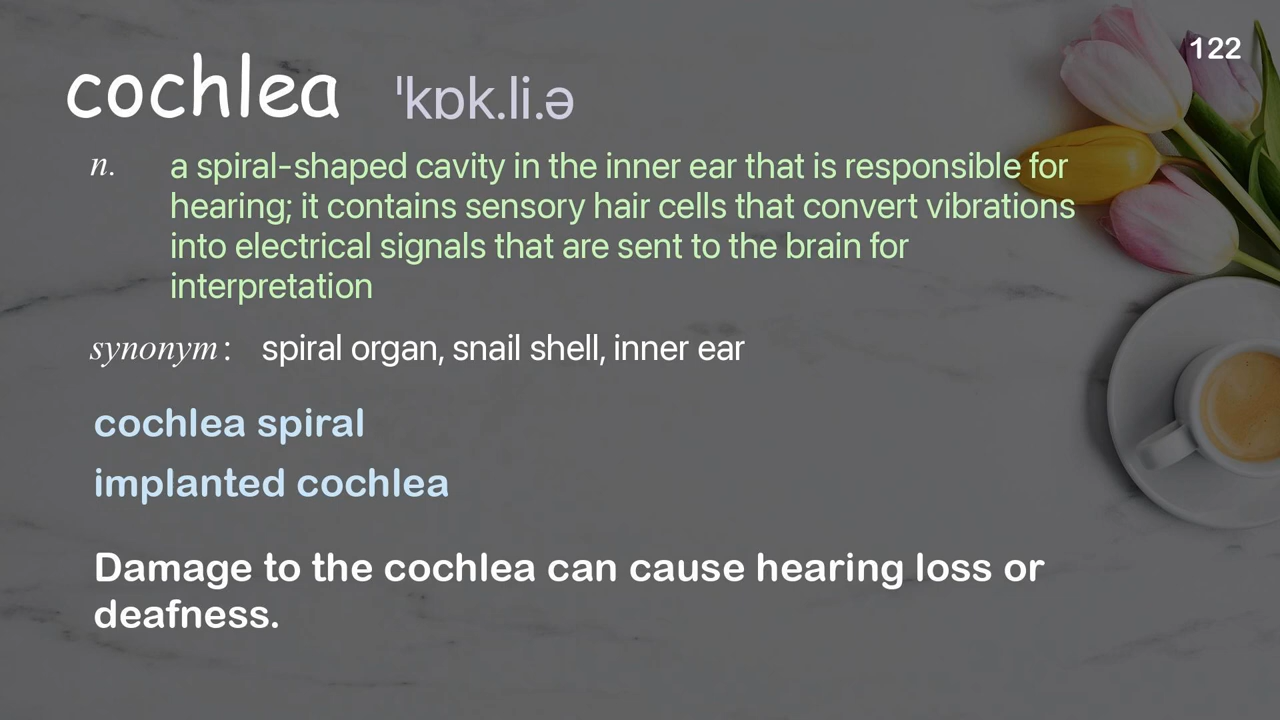 122
cochlea ˈkɒk.li.ə
n. a spiral-shaped cavity in the inner ear that is responsible for
hearing; it contains sensory hair cells that convert vibrations
into electrical signals that are sent to the brain for
interpretation
synonym: spiral organ, snail shell, inner ear
cochlea spiral
implanted cochlea
Damage to the cochlea can cause hearing loss or
deafness.